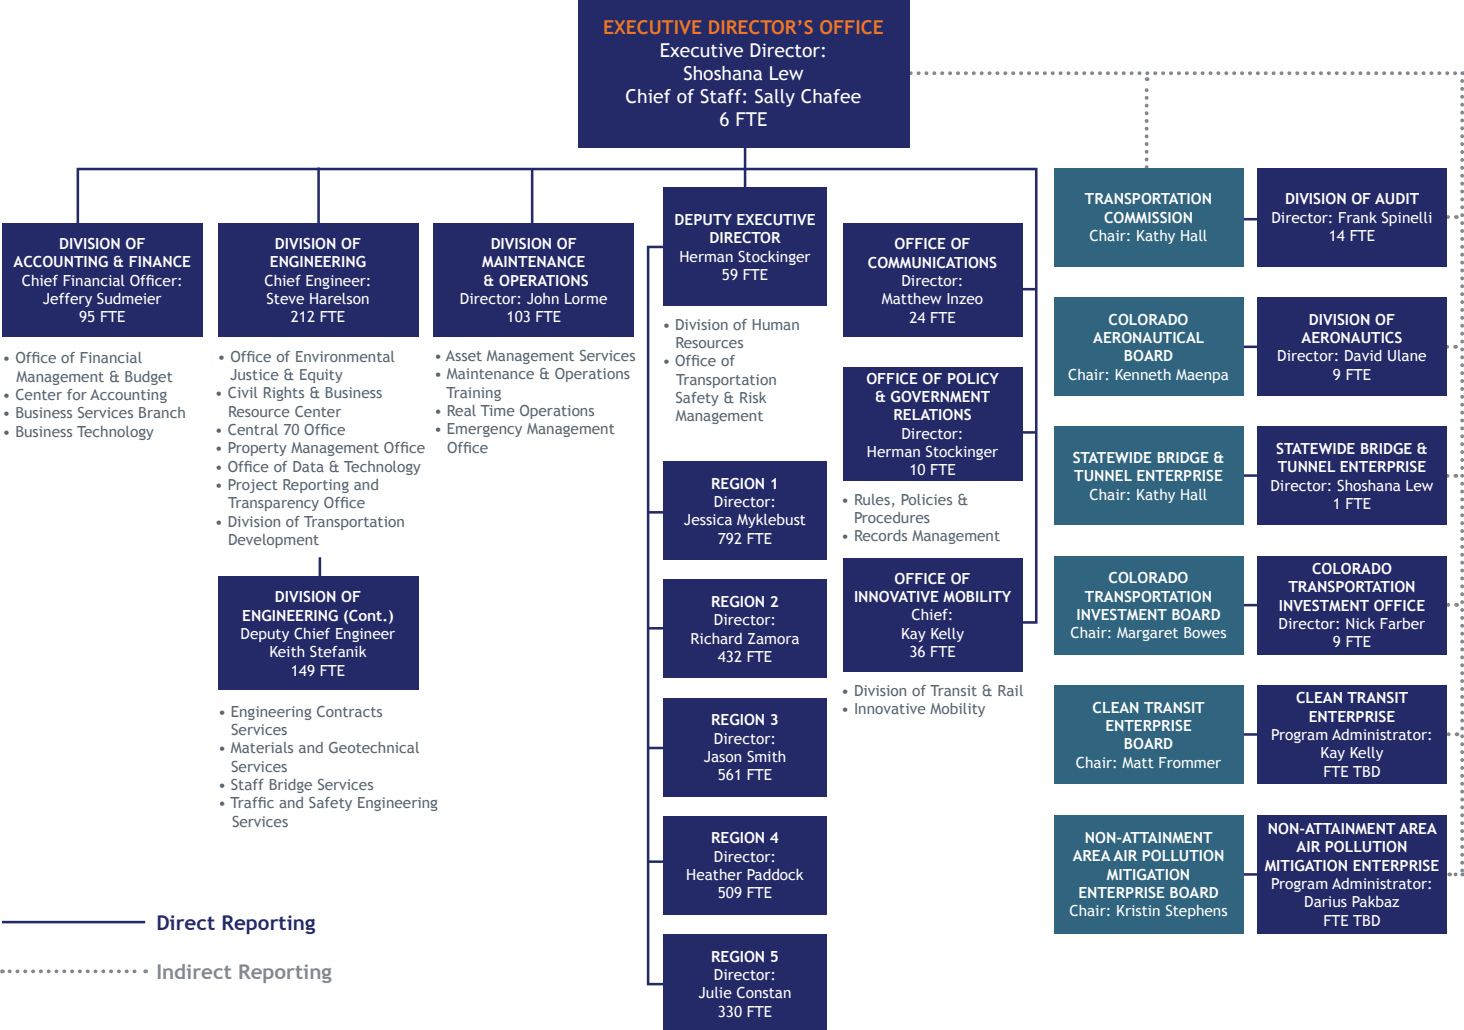 EXECUTIVE DIRECTOR’S OFFICE
Executive Director:
Shoshana Lew
Chief of Staff: Sally Chafee
6 FTE
DIVISION OF
ACCOUNTING & FINANCE
Chief Financial Officer:
Jeffery Sudmeier
95 FTE
• Office of Financial
Management & Budget
• Center for Accounting
• Business Services Branch
• Business Technology
DIVISION OF
ENGINEERING
Chief Engineer:
Steve Harelson
212 FTE
• Office of Environmental
Justice & Equity
• Civil Rights & Business
Resource Center
• Central 70 Office
• Property Management Office
• Office of Data & Technology
• Project Reporting and
Transparency Office
• Division of Transportation
Development
DIVISION OF
ENGINEERING (Cont.)
Deputy Chief Engineer
Keith Stefanik
149 FTE
• Engineering Contracts
Services
• Materials and Geotechnical
Services
• Staff Bridge Services
• Traffic and Safety Engineering
Services
DIVISION OF
MAINTENANCE
& OPERATIONS
Director: John Lorme
103 FTE
• Asset Management Services
• Maintenance & Operations
Training
• Real Time Operations
• Emergency Management
Office
DEPUTY EXECUTIVE
DIRECTOR
Herman Stockinger
59 FTE
• Division of Human
Resources
• Office of
Transportation
Safety & Risk
Management
REGION 1
Director:
Jessica Myklebust
792 FTE
REGION 2
Director:
Richard Zamora
432 FTE
REGION 3
Director:
Jason Smith
561 FTE
REGION 4
Director:
Heather Paddock
509 FTE
REGION 5
Director:
Julie Constan
330 FTE
OFFICE OF
COMMUNICATIONS
Director:
Matthew Inzeo
24 FTE
OFFICE OF POLICY
& GOVERNMENT
RELATIONS
Director:
Herman Stockinger
10 FTE
• Rules, Policies &
Procedures
• Records Management
OFFICE OF
INNOVATIVE MOBILITY
Chief:
Kay Kelly
36 FTE
• Division of Transit & Rail
• Innovative Mobility
TRANSPORTATION
COMMISSION
Chair: Kathy Hall
DIVISION OF AUDIT
Director: Frank Spinelli
14 FTE
COLORADO
AERONAUTICAL
BOARD
Chair: Kenneth Maenpa
DIVISION OF
AERONAUTICS
Director: David Ulane
9 FTE
STATEWIDE BRIDGE &
TUNNEL ENTERPRISE
Chair: Kathy Hall
STATEWIDE BRIDGE &
TUNNEL ENTERPRISE
Director: Shoshana Lew
1 FTE
COLORADO
TRANSPORTATION
INVESTMENT BOARD
Chair: Margaret Bowes
COLORADO
TRANSPORTATION
INVESTMENT OFFICE
Director: Nick Farber
9 FTE
CLEAN TRANSIT
ENTERPRISE
BOARD
Chair: Matt Frommer
CLEAN TRANSIT
ENTERPRISE
Program Administrator:
Kay Kelly
FTE TBD
NON-ATTAINMENT
AREA AIR POLLUTION
MITIGATION
ENTERPRISE BOARD
Chair: Kristin Stephens
NON-ATTAINMENT AREA
AIR POLLUTION
MITIGATION ENTERPRISE
Program Administrator:
Darius Pakbaz
FTE TBD
Direct Reporting
Indirect Reporting